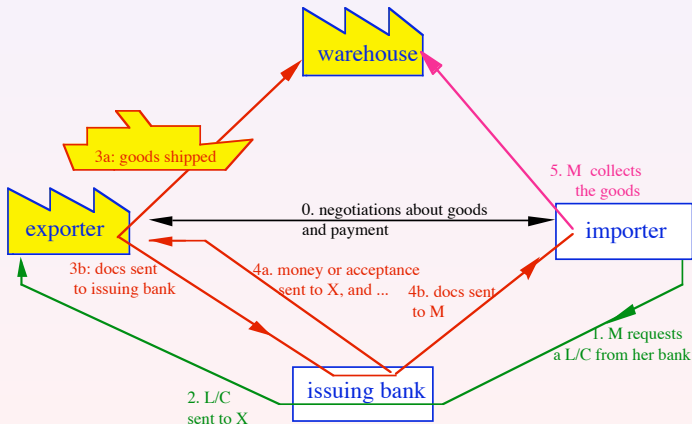 warehouse
3a: goods shipped
5. M collects
the goods
0. negotiations about goods
and payment
exporter
importer
3b: docs sent
to issuing bank
4a. money or acceptance
sent to X, and ...
4b. docs sent
to M
1. M requests
a L/C from her bank
issuing bank
2. L/C
sent to X